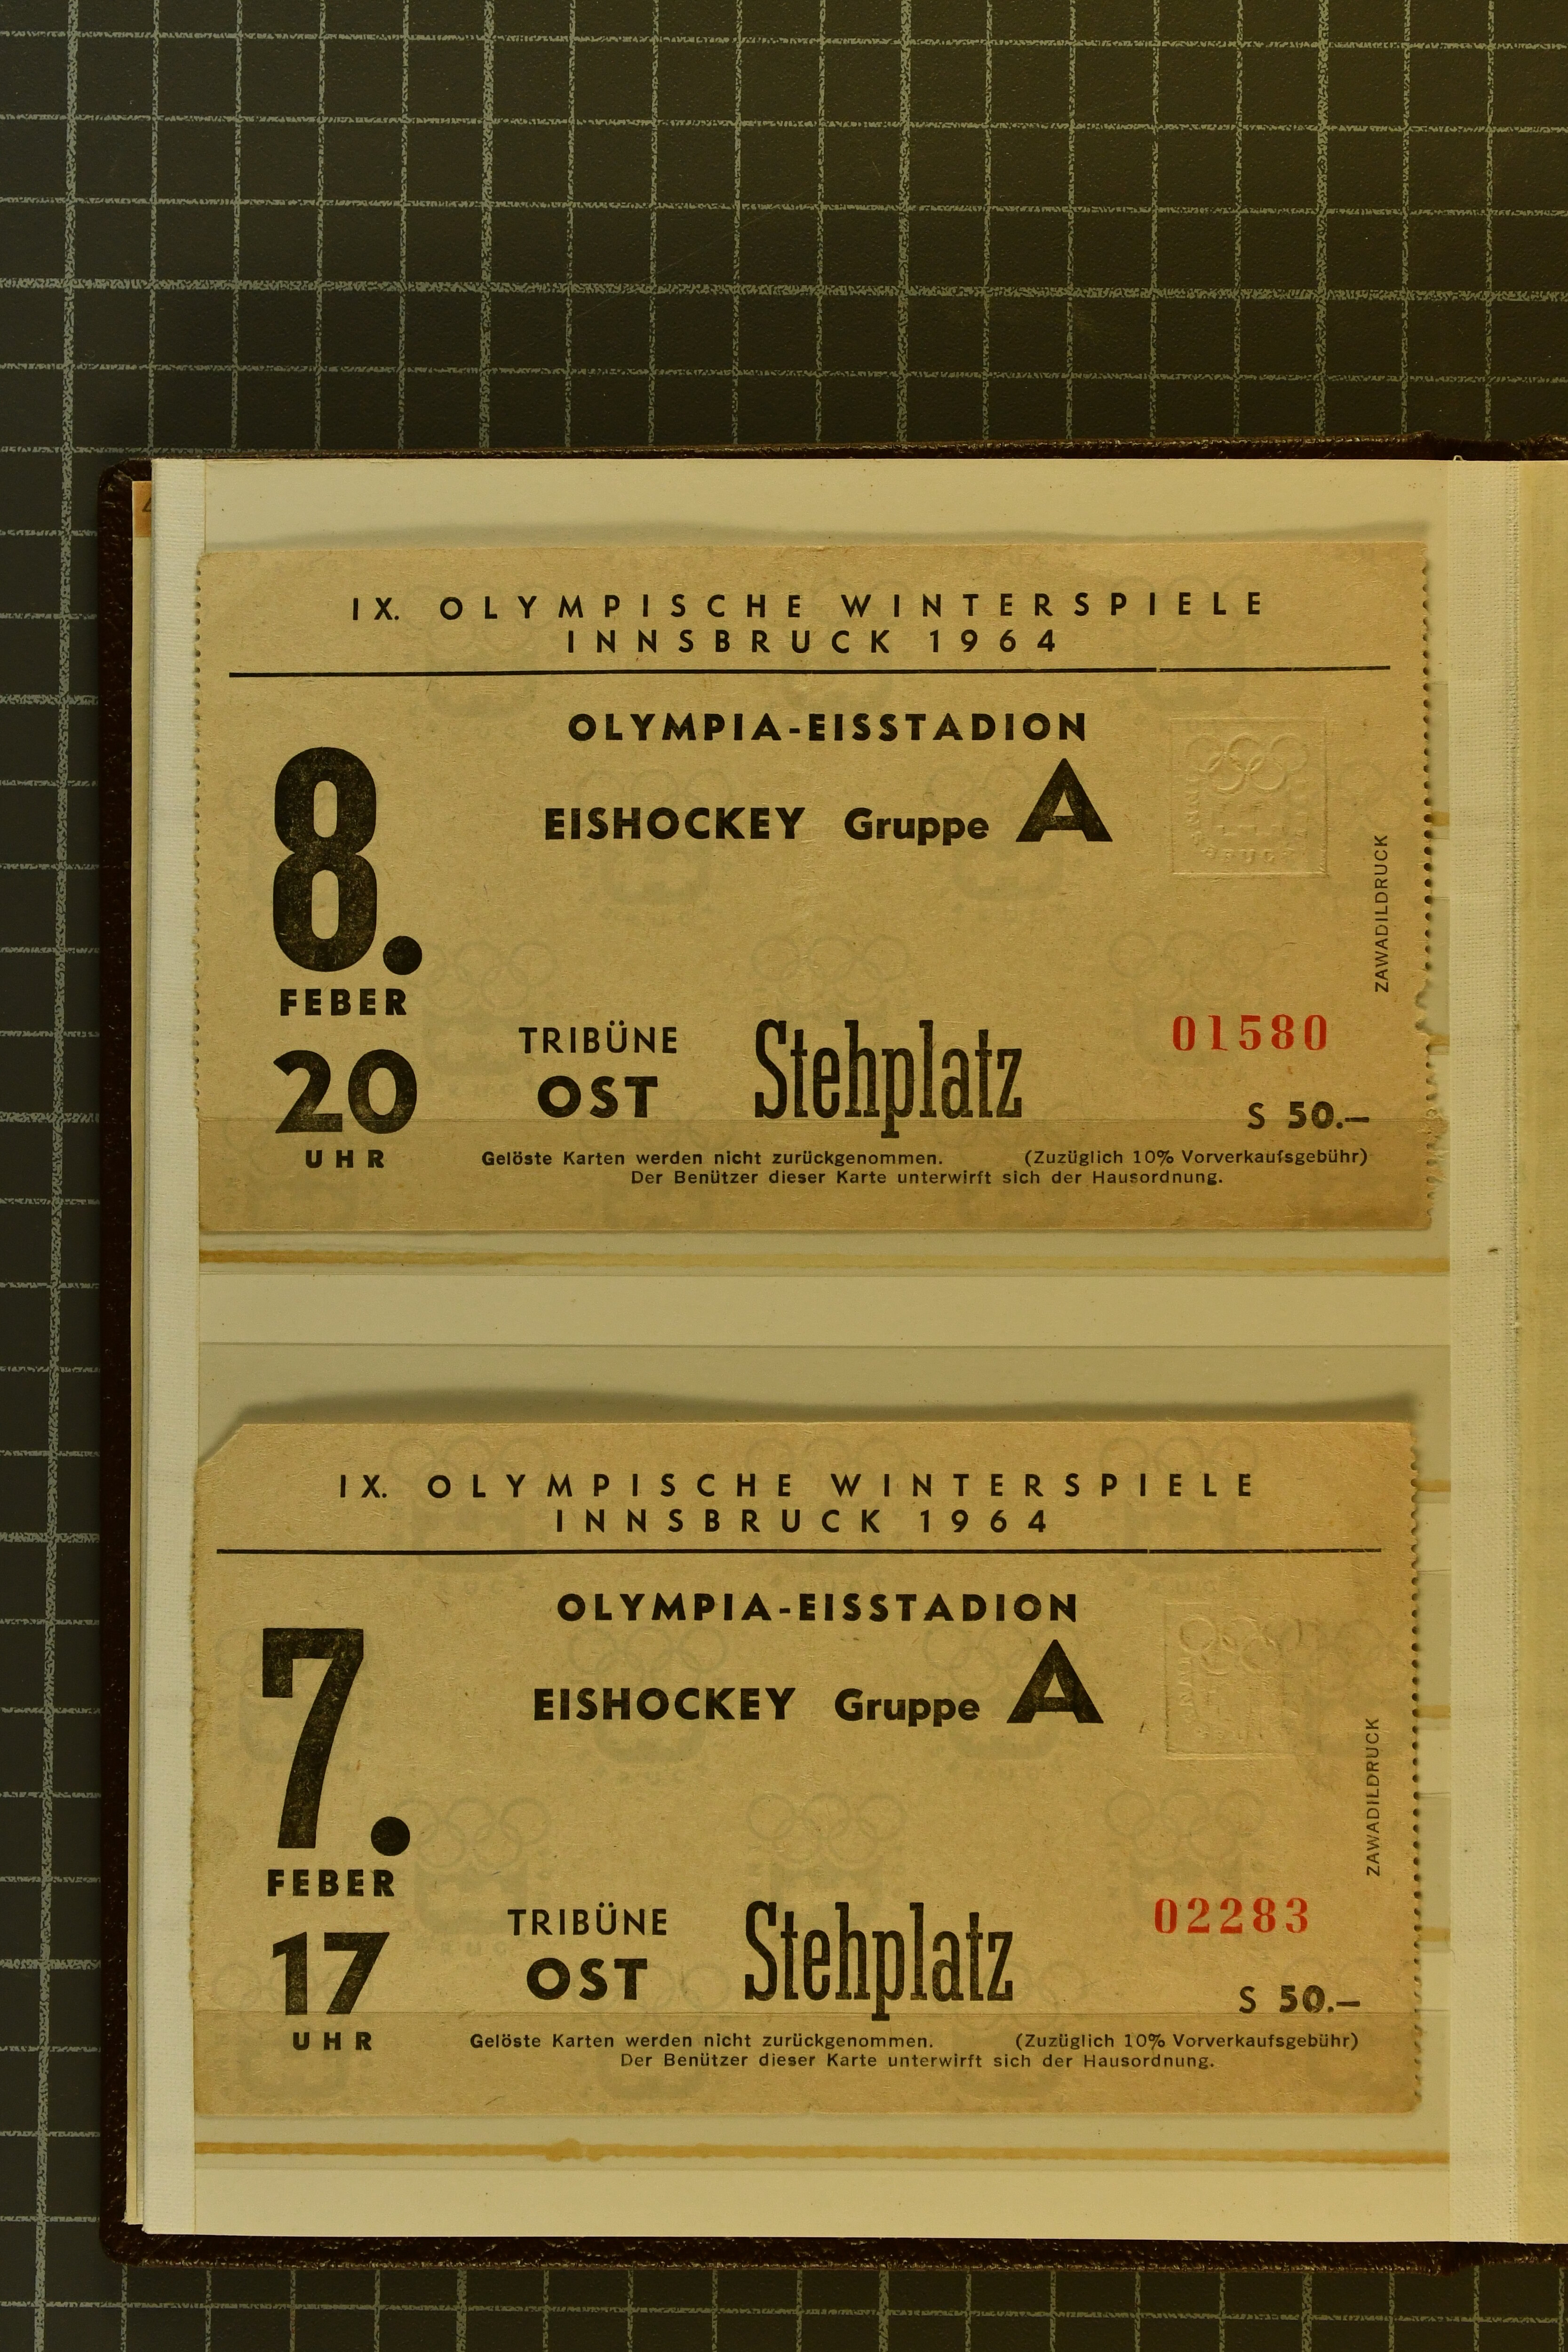 IX. OLYMPISCHE WINTERSPIELE
INNSBRUCK 1964
OLYMPIA-EISSTADION
EISHOCKEY Gruppe A
8.
FEBER
20
UHR
TRIBÜNE
OST
Stehplatz
01580
S 50.—
ZAWADILDRUCK
Gelöste Karten werden nicht zurückgenommen. (Zuzüglich 10% Vorverkaufsgebühr)
Der Benützer dieser Karte unterwirft sich der Hausordnung.
IX. OLYMPISCHE WINTERSPIELE
INNSBRUCK 1964
OLYMPIA-EISSTADION
EISHOCKEY Gruppe A
7.
FEBER
17
UHR
TRIBÜNE
OST
Stehplatz
02283
S 50.—
ZAWADILDRUCK
Gelöste Karten werden nicht zurückgenommen. (Zuzüglich 10% Vorverkaufsgebühr)
Der Benützer dieser Karte unterwirft sich der Hausordnung.